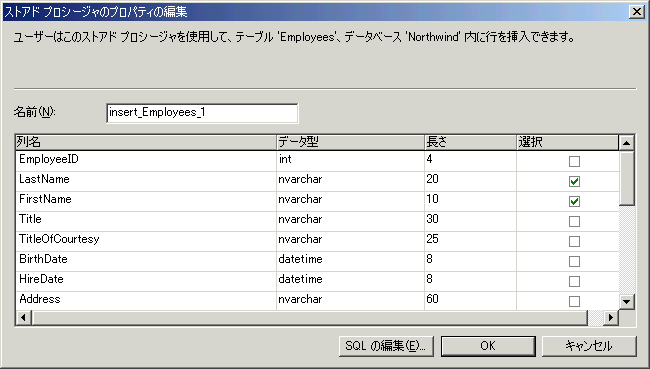 ストアド プロシージャのプロパティの編集
ユーザーはこのストアド プロシージャを使用して、テーブル 'Employees'、データベース 'Northwind' 内に行を挿入できます。
名前(N): insert_Employees_1
列名 データ型 長さ 選択
EmployeeID int 4
LastName nvarchar 20
FirstName nvarchar 10
Title nvarchar 30
TitleOfCourtesy nvarchar 25
BirthDate datetime 8
HireDate datetime 8
Address nvarchar 60
SQL の編集(E)... OK キャンセル